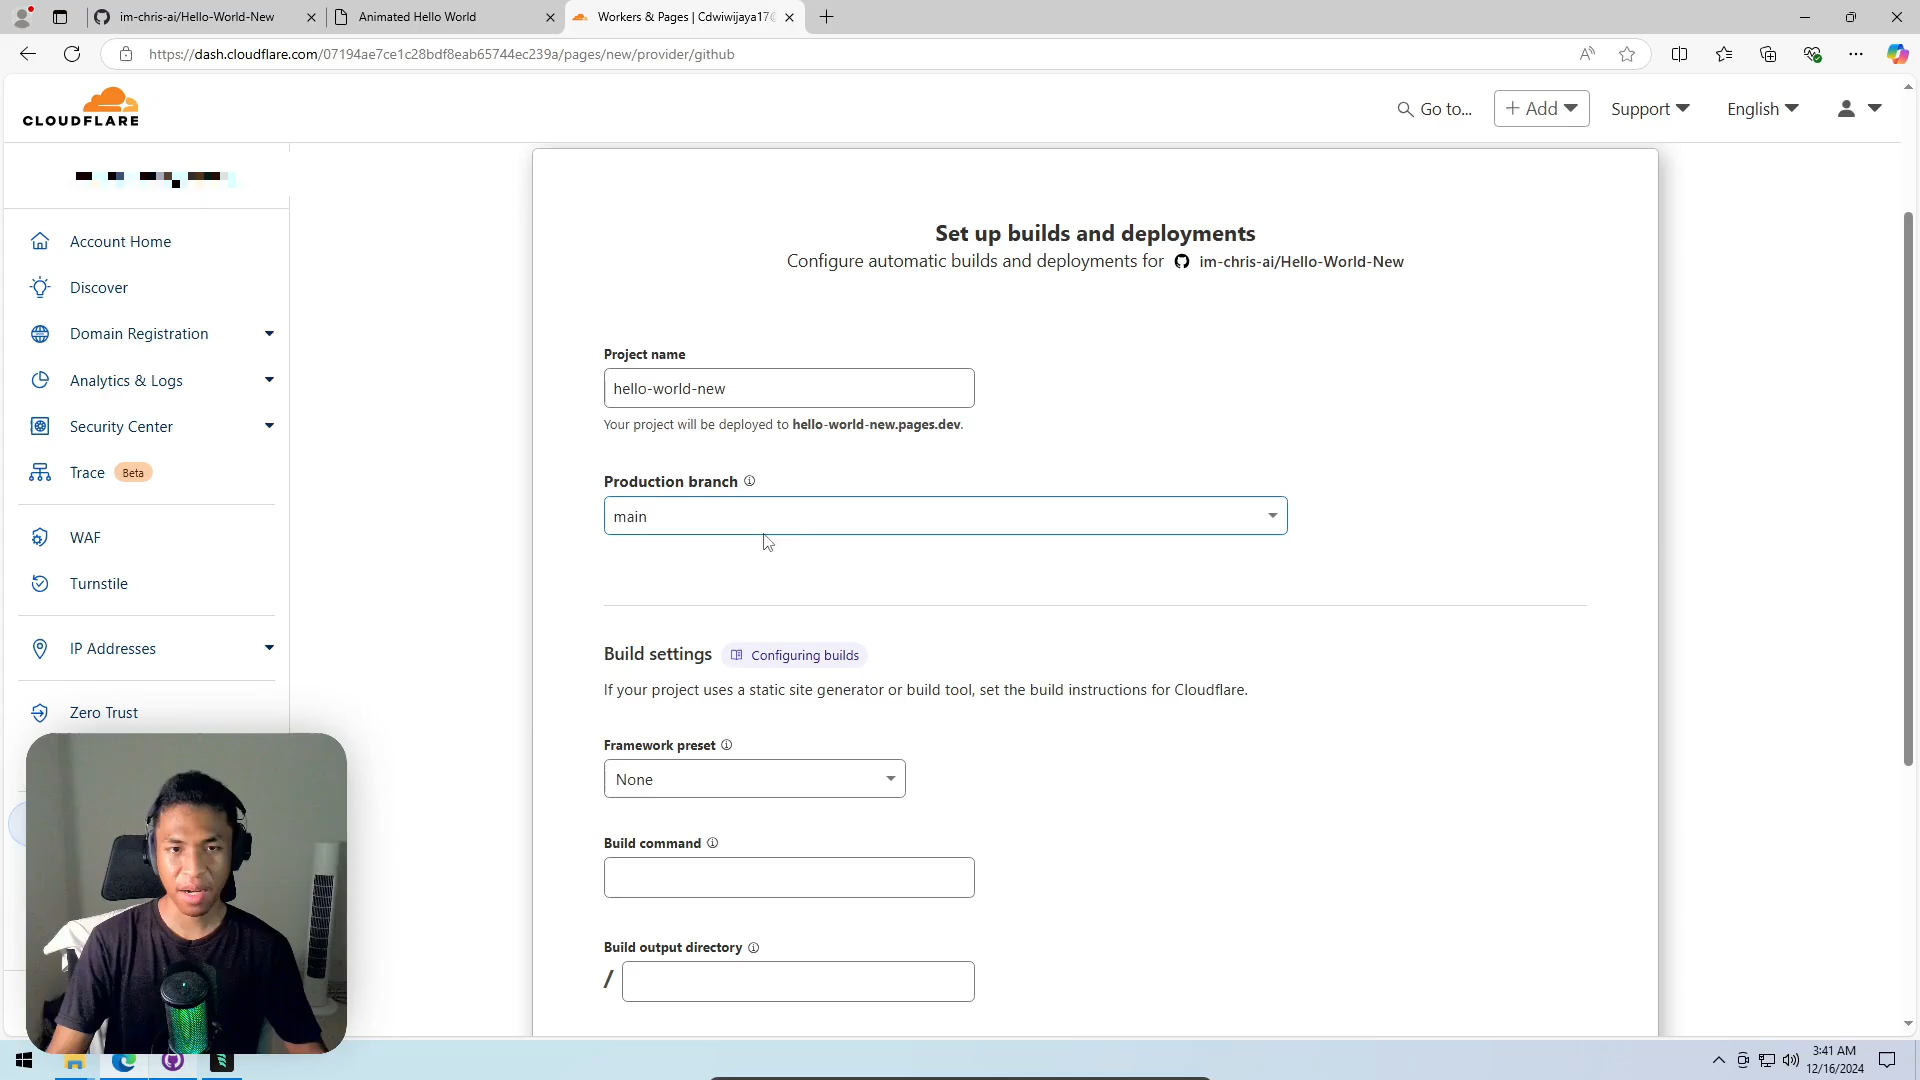 im-chris-ai/Hello-World-New
Animated Hello World
Workers & Pages | Cdwiwijaya17
https://dash.cloudflare.com/07194ae7ce1c28bdf8eab65744ec239a/pages/new/provider/github
CLOUDFLARE
Go to...
+ Add
Support
English
Account Home
Discover
Domain Registration
Analytics & Logs
Security Center
Trace Beta
WAF
Turnstile
IP Addresses
Zero Trust
Set up builds and deployments
Configure automatic builds and deployments for im-chris-ai/Hello-World-New
Project name
hello-world-new
Your project will be deployed to hello-world-new.pages.dev.
Production branch
main
Build settings Configuring builds
If your project uses a static site generator or build tool, set the build instructions for Cloudflare.
Framework preset
None
Build command
Build output directory
/
3:41 AM
12/16/2024